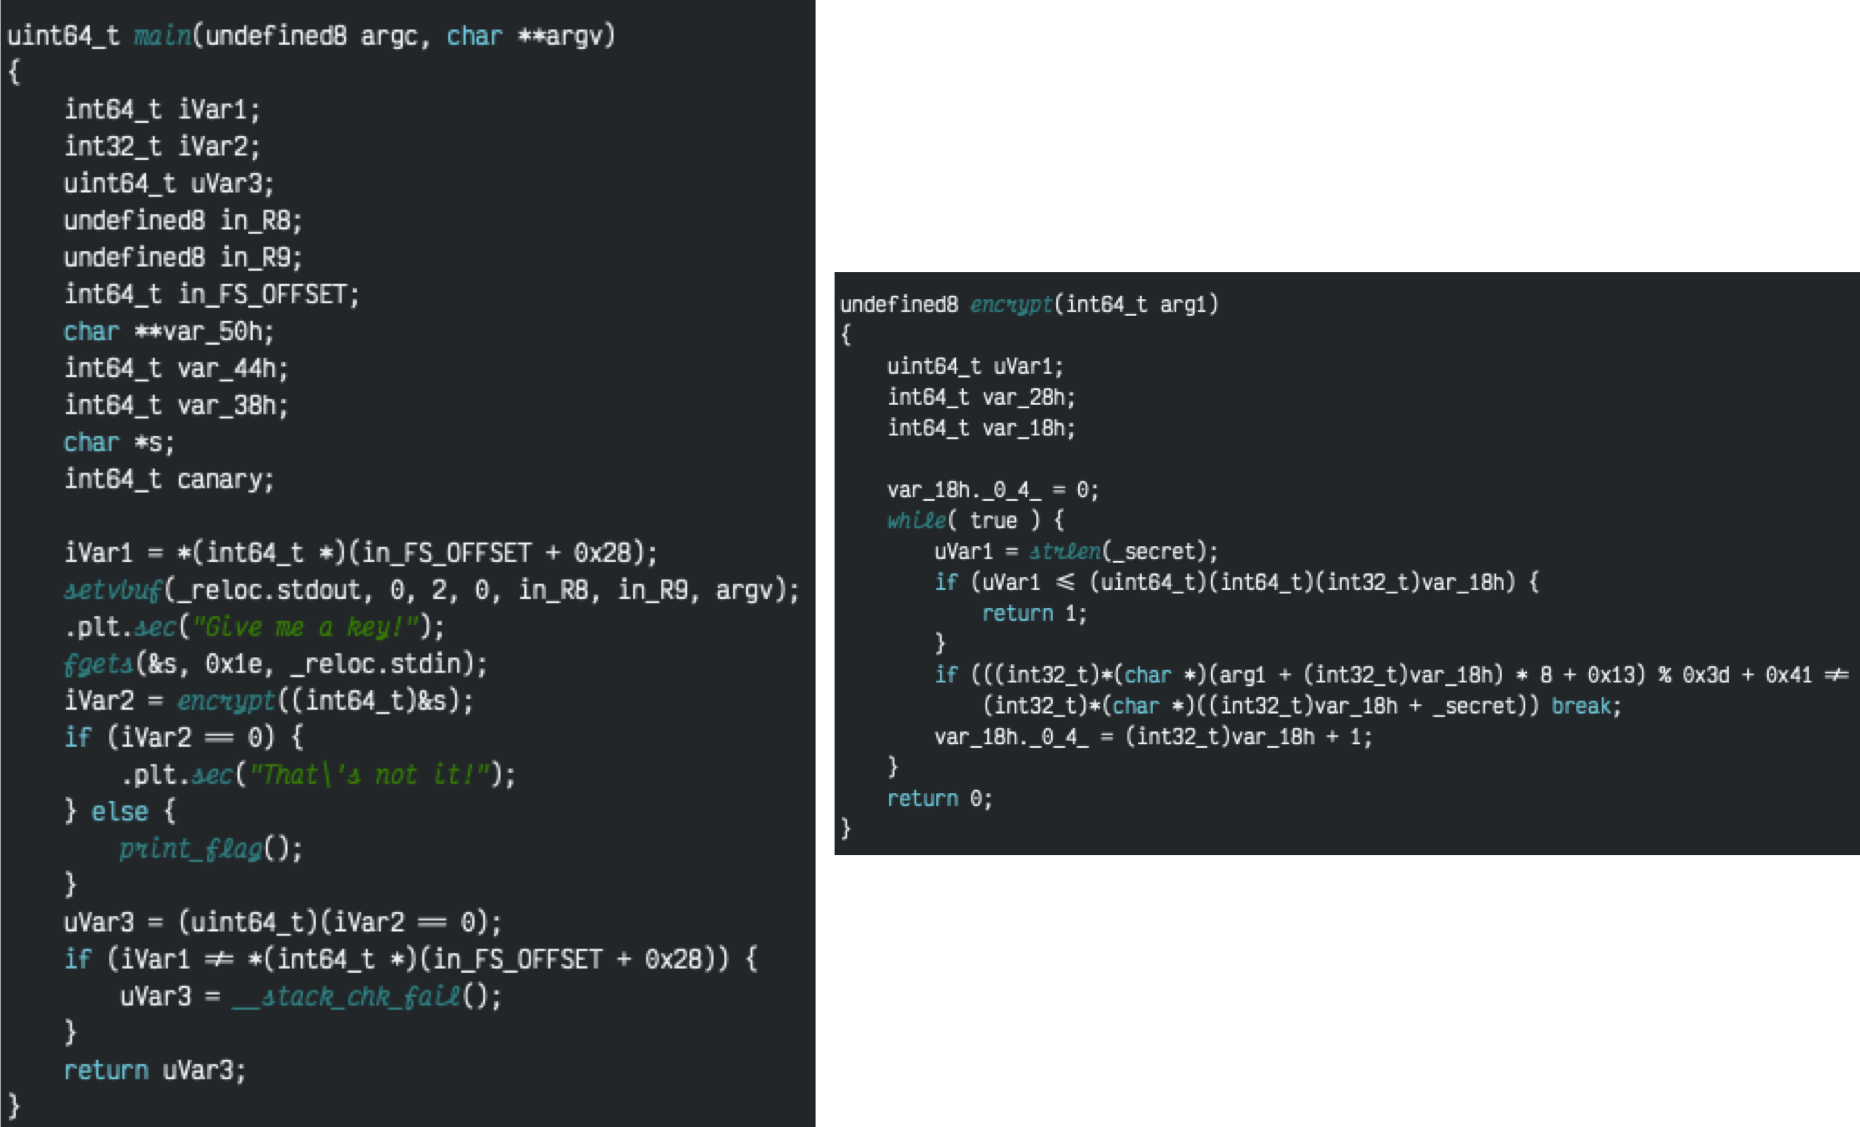 uint64_t main(undefined8 argc, char **argv)
{
    int64_t iVar1;
    int32_t iVar2;
    uint64_t uVar3;
    undefined8 in_R8;
    undefined8 in_R9;
    int64_t in_FS_OFFSET;
    char **var_50h;
    int64_t var_44h;
    int64_t var_38h;
    char *s;
    int64_t canary;

    iVar1 = *(int64_t *)(in_FS_OFFSET + 0x28);
    setvbuf(_reloc.stdout, 0, 2, 0, in_R8, in_R9, argv);
    .plt.sec("Give me a key!");
    fgets(&s, 0x1e, _reloc.stdin);
    iVar2 = encrypt((int64_t)&s);
    if (iVar2 == 0) {
        .plt.sec("That\'s not it!");
    } else {
        print_flag();
    }
    uVar3 = (uint64_t)(iVar2 == 0);
    if (iVar1 != *(int64_t *)(in_FS_OFFSET + 0x28)) {
        uVar3 = __stack_chk_fail();
    }
    return uVar3;
}
undefined8 encrypt(int64_t arg1)
{
    uint64_t uVar1;
    int64_t var_28h;
    int64_t var_18h;

    var_18h._0_4_ = 0;
    while( true ) {
        uVar1 = strlen(_secret);
        if (uVar1 <= (uint64_t)(int64_t)(int32_t)var_18h) {
            return 1;
        }
        if (((int32_t)*(char *)(arg1 + (int32_t)var_18h) * 8 + 0x13) % 0x3d + 0x41 !=
            (int32_t)*(char *)((int32_t)var_18h + _secret)) break;
        var_18h._0_4_ = (int32_t)var_18h + 1;
    }
    return 0;
}